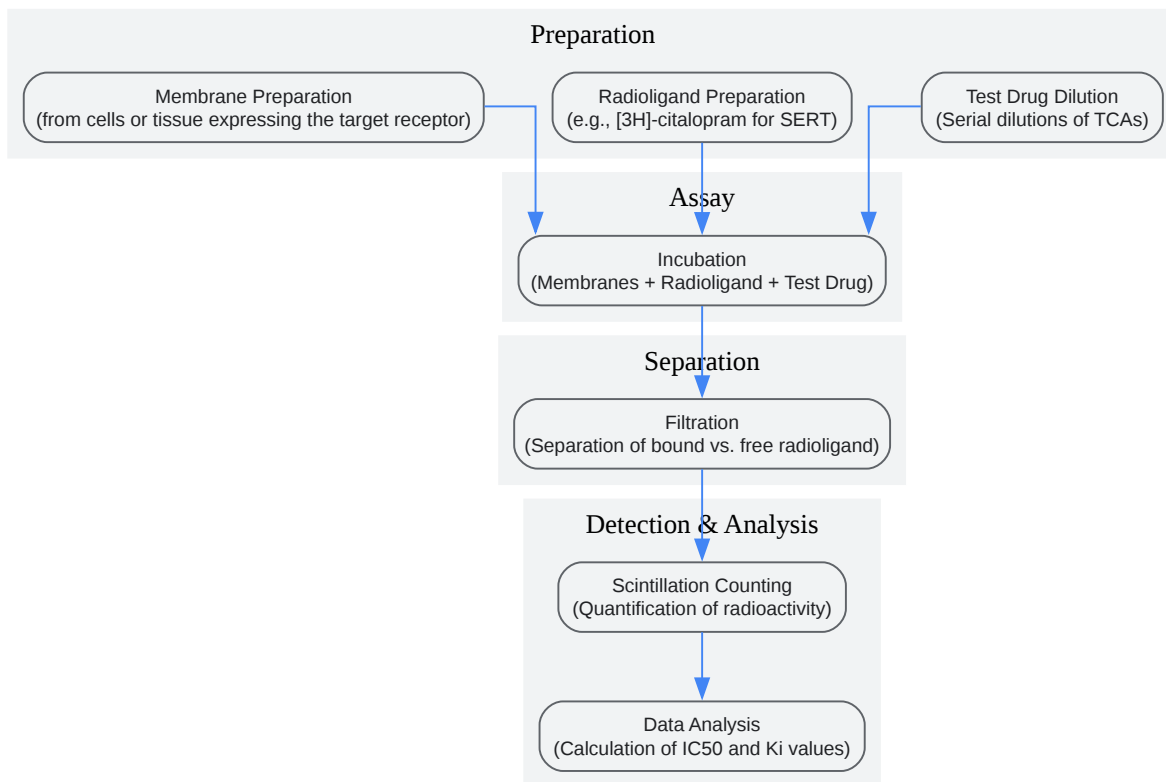 Preparation
Membrane Preparation
(from cells or tissue expressing the target receptor)
Radioligand Preparation
(e.g., [3H]-citalopram for SERT)
Test Drug Dilution
(Serial dilutions of TCAs)
Assay
Incubation
(Membranes + Radioligand + Test Drug)
Separation
Filtration
(Separation of bound vs. free radioligand)
Detection & Analysis
Scintillation Counting
(Quantification of radioactivity)
Data Analysis
(Calculation of IC50 and Ki values)